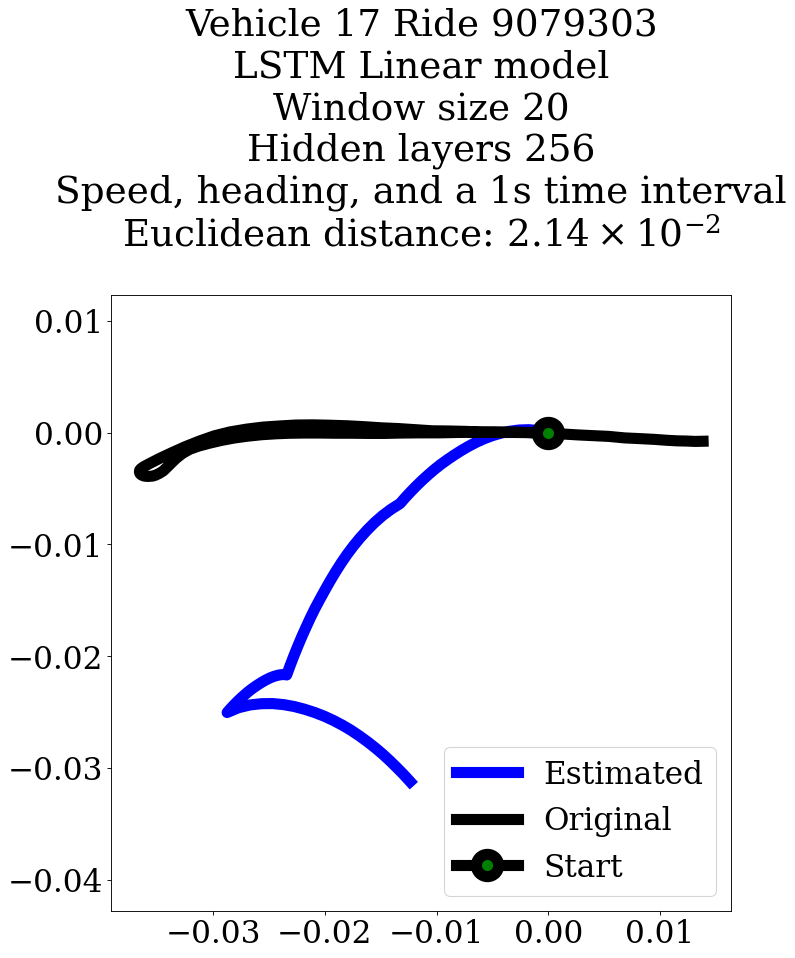 Vehicle 17 Ride 9079303
LSTM Linear model
Window size 20
Hidden layers 256
Speed, heading, and a 1s time interval
Euclidean distance: 2.14 × 10⁻²
0.01
0.00
−0.01
−0.02
−0.03
−0.04
Estimated
Original
Start
−0.03 −0.02 −0.01 0.00 0.01